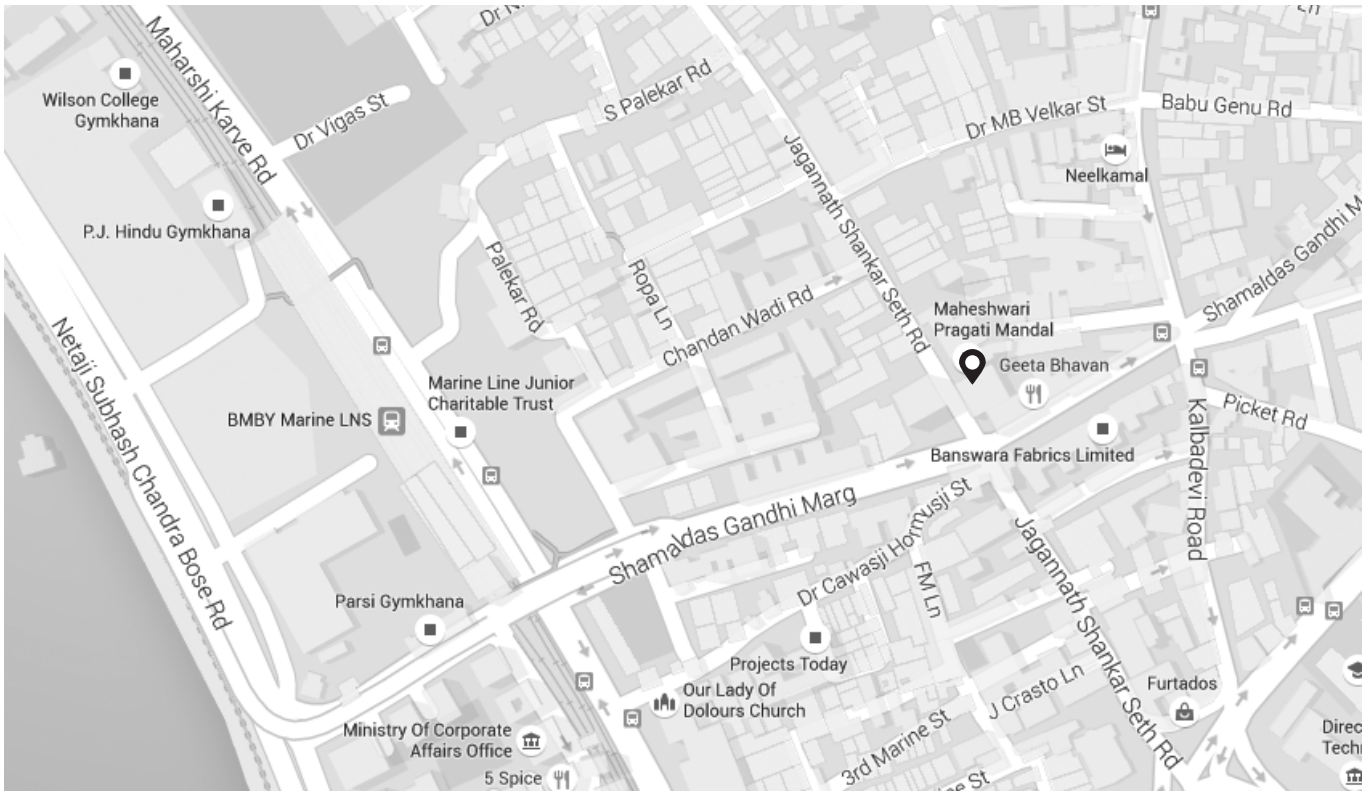 Maharshi Karve Rd
Wilson College
Gymkhana
Dr Vigas St
S Palekar Rd
Jagannath Shankar Seth Rd
Dr MB Velkar St
Babu Genu Rd
Neelkamal
P.J. Hindu Gymkhana
Palekar Rd
Ropa Ln
Chandan Wadi Rd
Maheshwari
Pragati Mandal
Shamaldas Gandhi M
Geeta Bhavan
Netaji Subhash Chandra Bose Rd
Marine Line Junior
Charitable Trust
BMBY Marine LNS
Banswara Fabrics Limited
Kalbadevi Road
Picket Rd
Shamaldas Gandhi Marg
Dr Cawasji Hormusji St
FM Ln
Jagannath Shankar Seth Rd
Parsi Gymkhana
Projects Today
Our Lady Of
Dolours Church
J Crasto Ln
Furtados
Ministry Of Corporate
Affairs Office
3rd Marine St
5 Spice